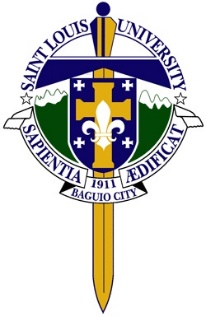 SAINT LOUIS UNIVERSITY
SAPIENTIA ÆDIFICAT
1911
BAGUIO CITY